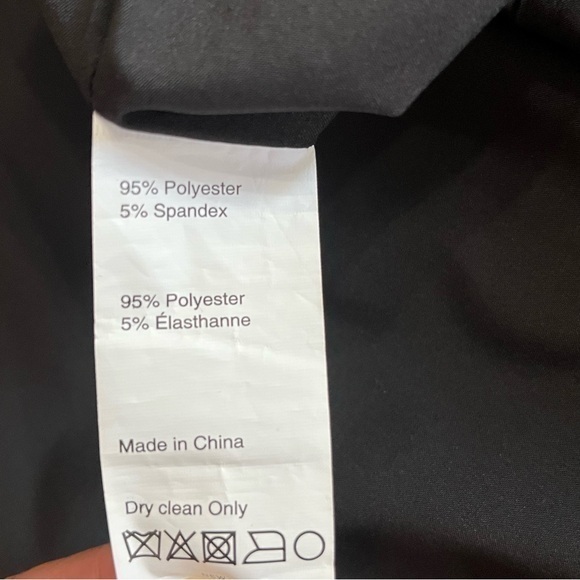 95% Polyester
5% Spandex
95% Polyester
5% Élasthanne
Made in China
Dry clean Only